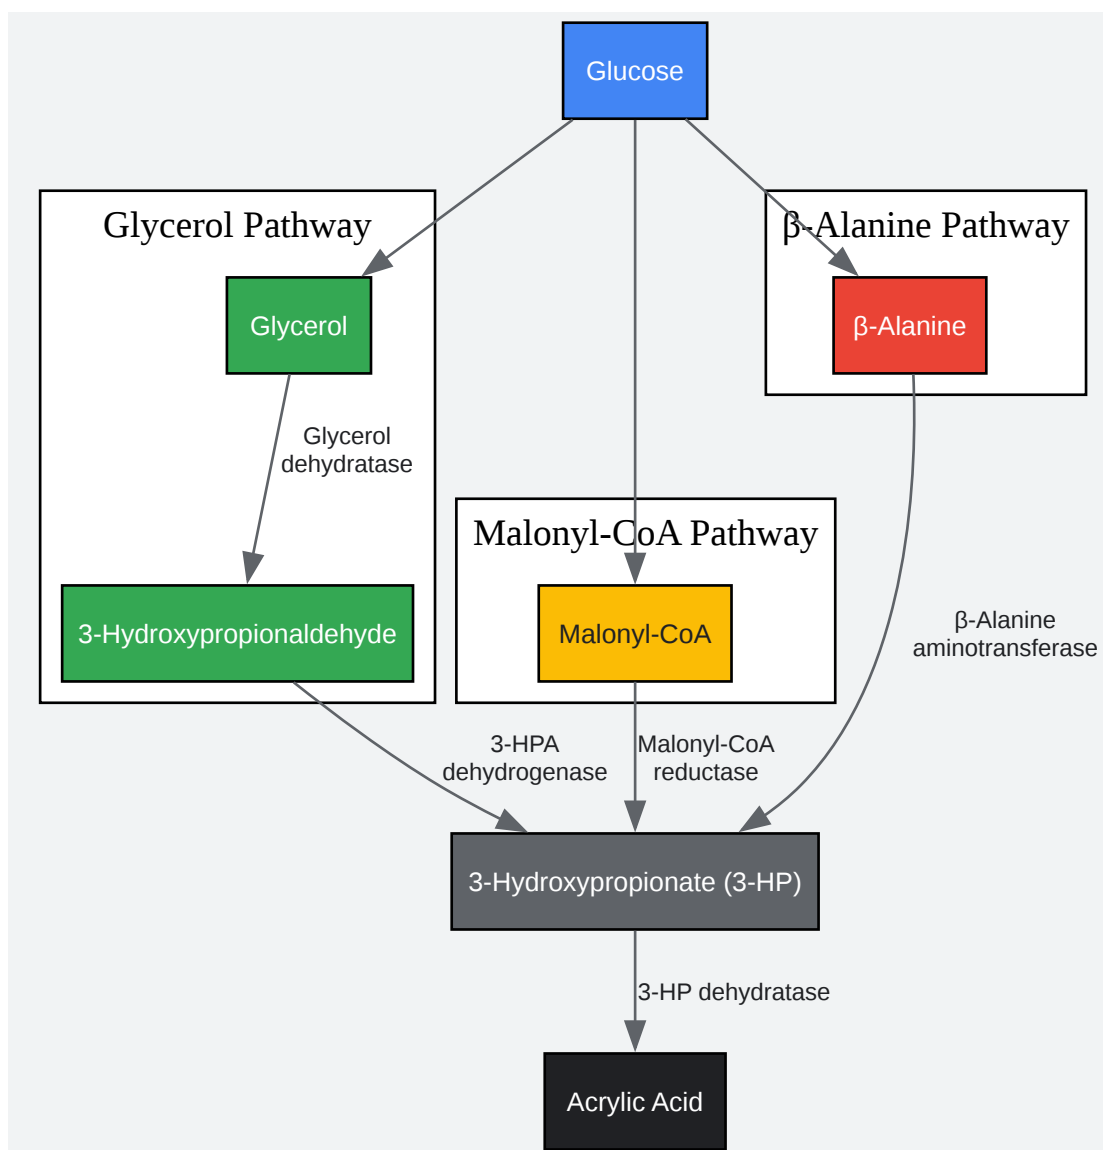 Glucose
Glycerol Pathway
β-Alanine Pathway
Glycerol
β-Alanine
Glycerol
dehydratase
Malonyl-CoA Pathway
3-Hydroxypropionaldehyde
Malonyl-CoA
β-Alanine
aminotransferase
3-HPA
dehydrogenase
Malonyl-CoA
reductase
3-Hydroxypropionate (3-HP)
3-HP dehydratase
Acrylic Acid